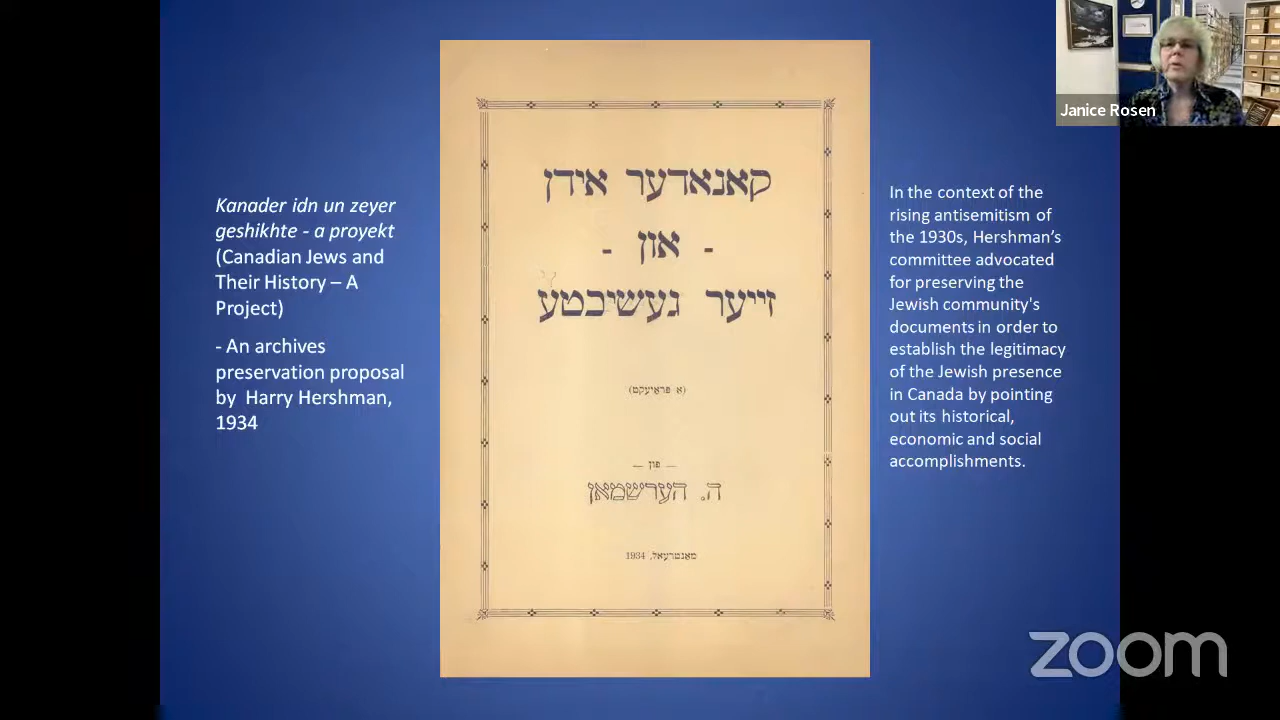 Janice Rosen
Kanader idn un zeyer
geshikhte - a proyekt
(Canadian Jews and
Their History – A
Project)
- An archives
preservation proposal
by Harry Hershman,
1934
קאנאדער אידן
- און -
זייער געשיכטע
(א פראיעקט)
— פון —
ה. הערשמאן
מאנטרעאל, 1934
In the context of the
rising antisemitism of
the 1930s, Hershman’s
committee advocated
for preserving the
Jewish community's
documents in order to
establish the legitimacy
of the Jewish presence
in Canada by pointing
out its historical,
economic and social
accomplishments.
zoom